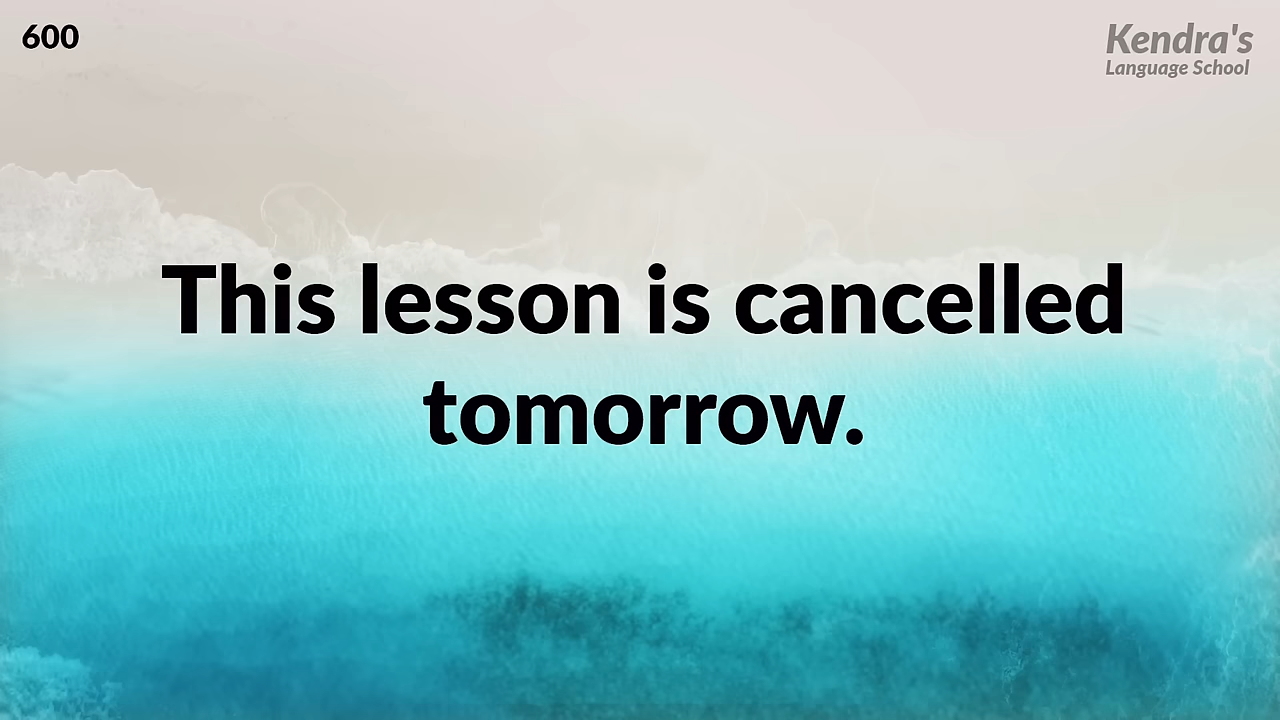 600
Kendra's
Language School
This lesson is cancelled
tomorrow.